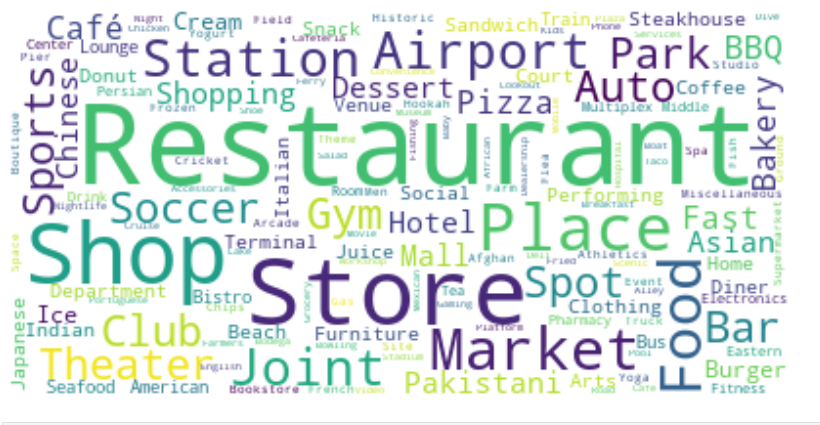 Night
Café
Cream
Yogurt
Chicken
Snack
Cafeteria
Historic
Field
Sandwich
Train
Plaza
Kids
Phone
Steakhouse
Services
Dive
Center
Lounge
Pier
Station
Airport
Park
BBQ
Studio
Donut
Persian
Shopping
Dessert
Convenience
Lookout
Court
Auto
Coffee
Frozen
Shoe
Venue
Hookah
Museum
Pizza
Multiplex
Middle
Boutique
Sports
Chinese
Restaurant
Bakery
Theme
Salad
Fishing
Baby
African
Dealership
Flea
Hospital
Boat
Taco
Spa
Fish
Ground
Cricket
Italian
Nightlife
Drink
Accessories
Room
Men
Social
Farm
Performing
Breakfast
Miscellaneous
Soccer
Cruise
Arcade
Gym
Movie
Hotel
Place
Fast
Supermarket
Space
Shop
Terminal
Lake
Juice
Workshop
Mall
Afghan
Deli
Fried
Athletics
Scenic
Asian
Home
Department
Portuguese
Bistro
Chips
Store
Grocery
Gas
Mexican
Tea
Gaming
Spot
Event
Alley
Clothing
Food
Diner
Electronics
Japanese
Ice
Indian
Club
Farmers
Beach
Bodega
Bowling
Furniture
Site
Stadium
Platform
Market
Pharmacy
Truck
Bus
Pool
Bar
Eastern
Theater
English
Joint
Seafood
American
Bookstore
French
Video
Pakistani
Arts
Road
Yoga
Burger
Fitness